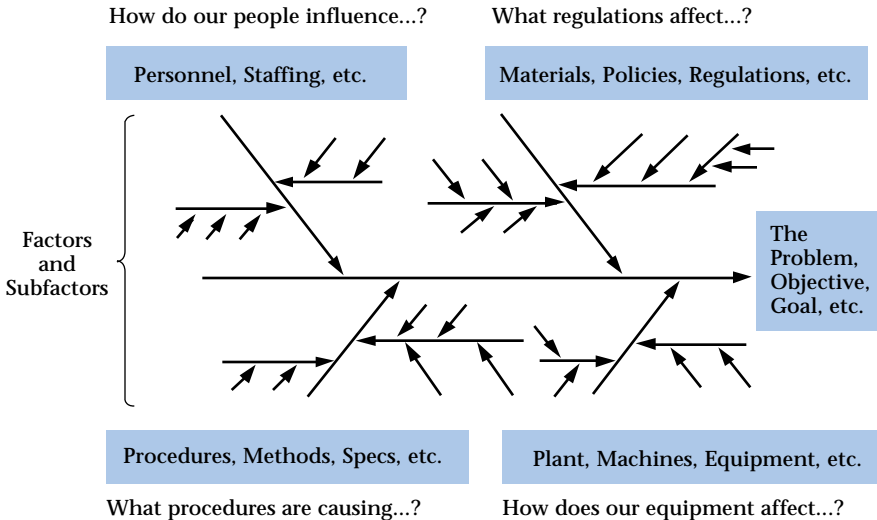 How do our people influence...?
What regulations affect...?
Personnel, Staffing, etc.
Materials, Policies, Regulations, etc.
Factors
and
Subfactors
The
Problem,
Objective,
Goal, etc.
Procedures, Methods, Specs, etc.
Plant, Machines, Equipment, etc.
What procedures are causing...?
How does our equipment affect...?